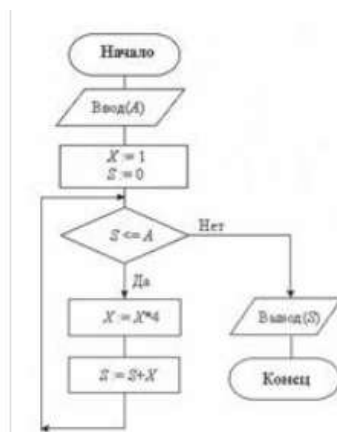 Начало
Ввод(A)
X := 1
S := 0
S <= A
Нет
Да
X := X*4
Вывод(S)
S := S+X
Конец